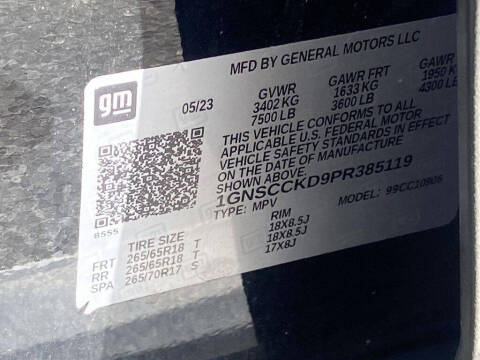 MFD BY GENERAL MOTORS LLC
gm
05/23 GVWR GAWR FRT GAWR
3402 KG 1633 KG 1950
7500 LB 3600 LB 4300 LB
THIS VEHICLE CONFORMS TO ALL
APPLICABLE U.S. FEDERAL MOTOR
VEHICLE SAFETY STANDARDS IN EFFECT
ON THE DATE OF MANUFACTURE
SHOWN ABOVE
1GNSCCKD9PR385119
TYPE: MPV MODEL: 99CC10906
8555
TIRE SIZE RIM
FRT 265/65R18 T 18X8.5J
RR 265/65R18 T 18X8.5J
SPA 265/70R17 S 17X8J